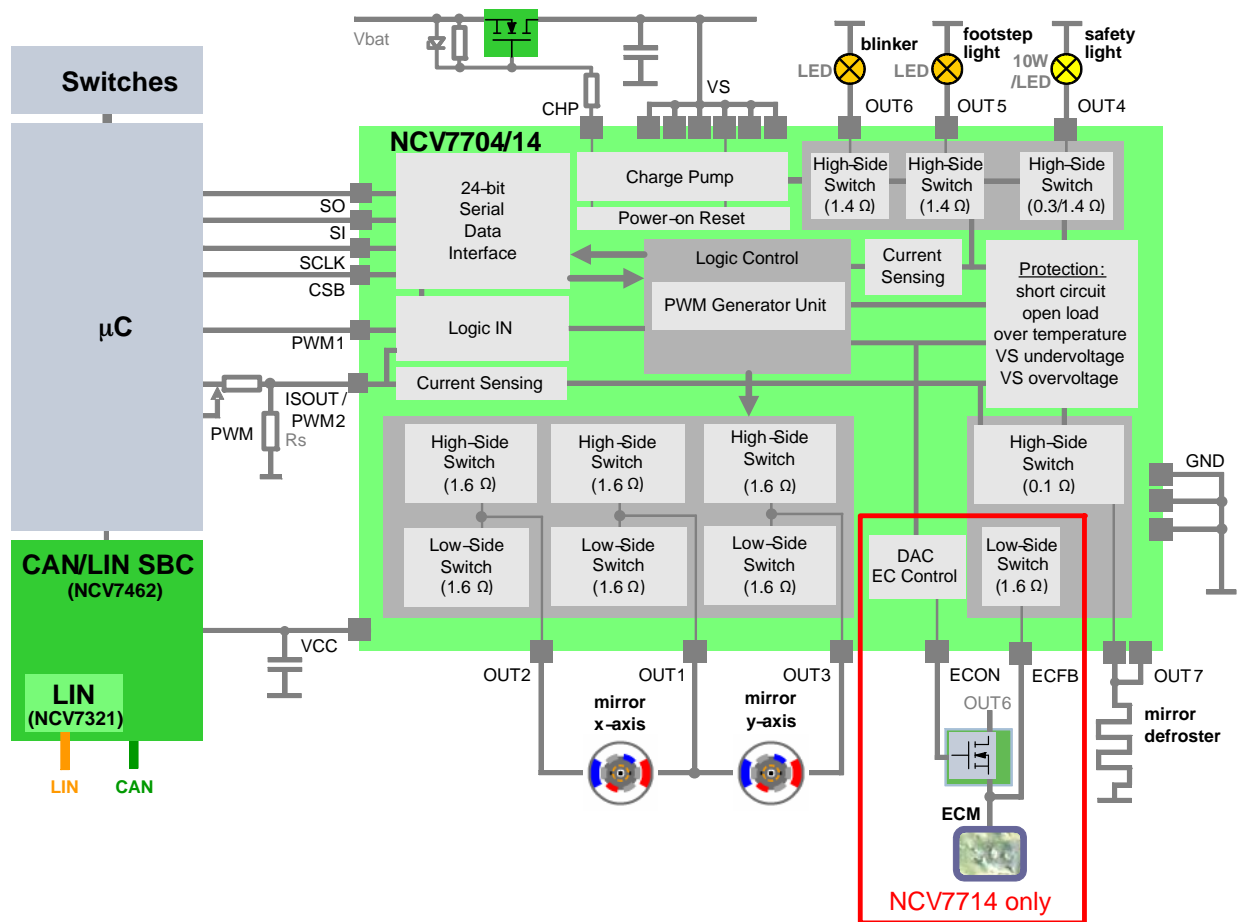 Vbat
blinker
footstep
light
safety
light
LED
LED
10W
/LED
Switches
CHP
VS
OUT6
OUT5
OUT4
NCV7704/14
24-bit
Serial
Data
Interface
Charge Pump
Power-on Reset
High-Side
Switch
(1.4 Ω)
High-Side
Switch
(1.4 Ω)
High-Side
Switch
(0.3/1.4 Ω)
SO
SI
SCLK
CSB
Logic Control
PWM Generator Unit
Current
Sensing
Protection:
short circuit
open load
over temperature
VS undervoltage
VS overvoltage
μC
PWM1
Logic IN
Current Sensing
ISOUT /
PWM2
PWM
Rs
High-Side
Switch
(1.6 Ω)
High-Side
Switch
(1.6 Ω)
High-Side
Switch
(1.6 Ω)
High-Side
Switch
(0.1 Ω)
GND
Low-Side
Switch
(1.6 Ω)
Low-Side
Switch
(1.6 Ω)
Low-Side
Switch
(1.6 Ω)
DAC
EC Control
Low-Side
Switch
(1.6 Ω)
CAN/LIN SBC
(NCV7462)
VCC
LIN
(NCV7321)
LIN
CAN
OUT2
OUT1
OUT3
ECON
ECFB
OUT7
mirror
x-axis
mirror
y-axis
OUT6
mirror
defroster
ECM
NCV7714 only